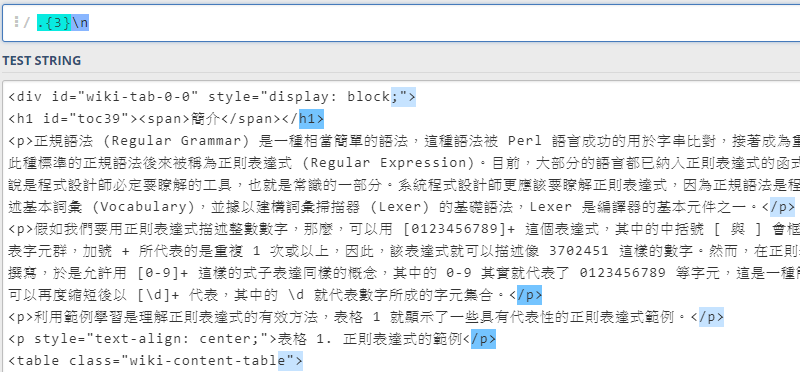 / .{3}\n
TEST STRING
<div id="wiki-tab-0-0" style="display: block;">
<h1 id="toc39"><span>簡介</span></h1>
<p>正規語法 (Regular Grammar) 是一種相當簡單的語法，這種語法被 Perl 語言成功的用於字串比對，接著成為重
此種標準的正規語法後來被稱為正則表達式 (Regular Expression)。目前，大部分的語言都已納入正則表達式的函式
說是程式設計師必定要瞭解的工具，也就是常識的一部分。系統程式設計師更應該要瞭解正則表達式，因為正規語法是程
述基本詞彙 (Vocabulary)，並據以建構詞彙掃描器 (Lexer) 的基礎語法，Lexer 是編譯器的基本元件之一。</p>
<p>假如我們要用正則表達式描述整數數字，那麼，可以用 [0123456789]+ 這個表達式，其中的中括號 [ 與 ] 會框
表字元群，加號 + 所代表的是重複 1 次或以上，因此，該表達式就可以描述像 3702451 這樣的數字。然而，在正則
撰寫，於是允許用 [0-9]+ 這樣的式子表達同樣的概念，其中的 0-9 其實就代表了 0123456789 等字元，這是一種簡
可以再度縮短後以 [\d]+ 代表，其中的 \d 就代表數字所成的字元集合。</p>
<p>利用範例學習是理解正則表達式的有效方法，表格 1 就顯示了一些具有代表性的正則表達式範例。</p>
<p style="text-align: center;">表格 1. 正則表達式的範例</p>
<table class="wiki-content-table">